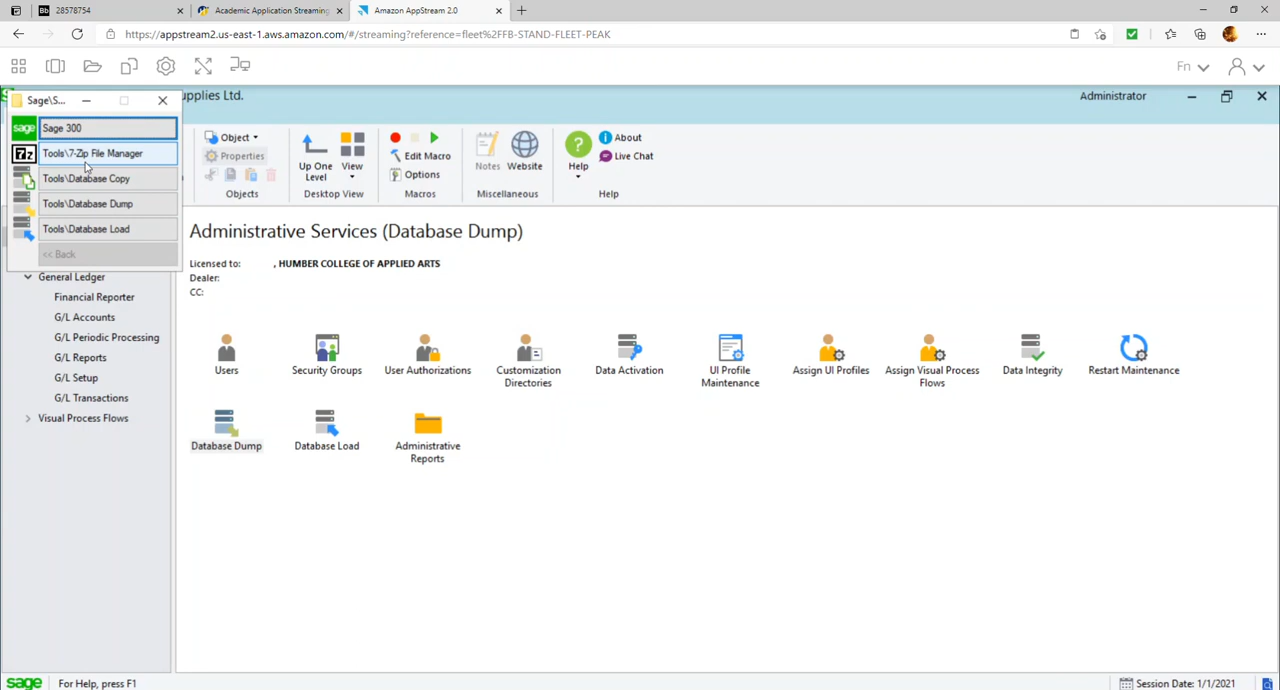 28578754
Academic Application Streaming
Amazon AppStream 2.0
https://appstream2.us-east-1.aws.amazon.com/#/streaming?reference=fleet%2FFB-STAND-FLEET-PEAK
Fn
Sage\S...
upplies Ltd.
Administrator
sage Sage 300
7z Tools\7-Zip File Manager
Tools\Database Copy
Tools\Database Dump
Tools\Database Load
<< Back
Object
Properties
Objects
Up One Level
View
Desktop View
Edit Macro
Options
Macros
Notes
Website
Miscellaneous
Help
About
Live Chat
Help
Administrative Services (Database Dump)
Licensed to: , HUMBER COLLEGE OF APPLIED ARTS
Dealer:
CC:
General Ledger
Financial Reporter
G/L Accounts
G/L Periodic Processing
G/L Reports
G/L Setup
G/L Transactions
Visual Process Flows
Users
Security Groups
User Authorizations
Customization Directories
Data Activation
UI Profile Maintenance
Assign UI Profiles
Assign Visual Process Flows
Data Integrity
Restart Maintenance
Database Dump
Database Load
Administrative Reports
sage
For Help, press F1
Session Date: 1/1/2021